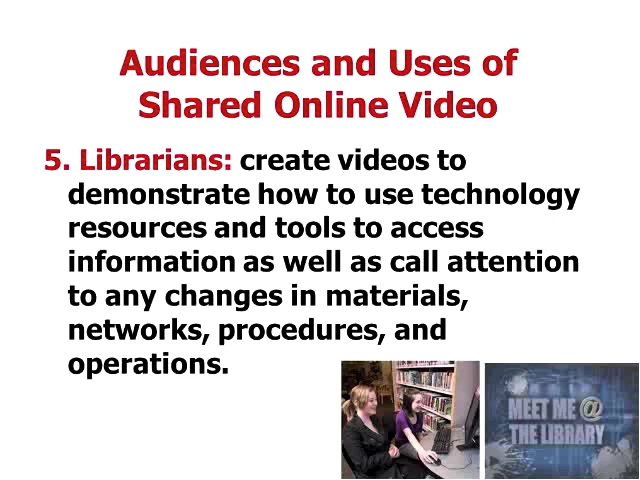 Audiences and Uses of
Shared Online Video
5. Librarians: create videos to
demonstrate how to use technology
resources and tools to access
information as well as call attention
to any changes in materials,
networks, procedures, and
operations.
MEET ME @
THE LIBRARY